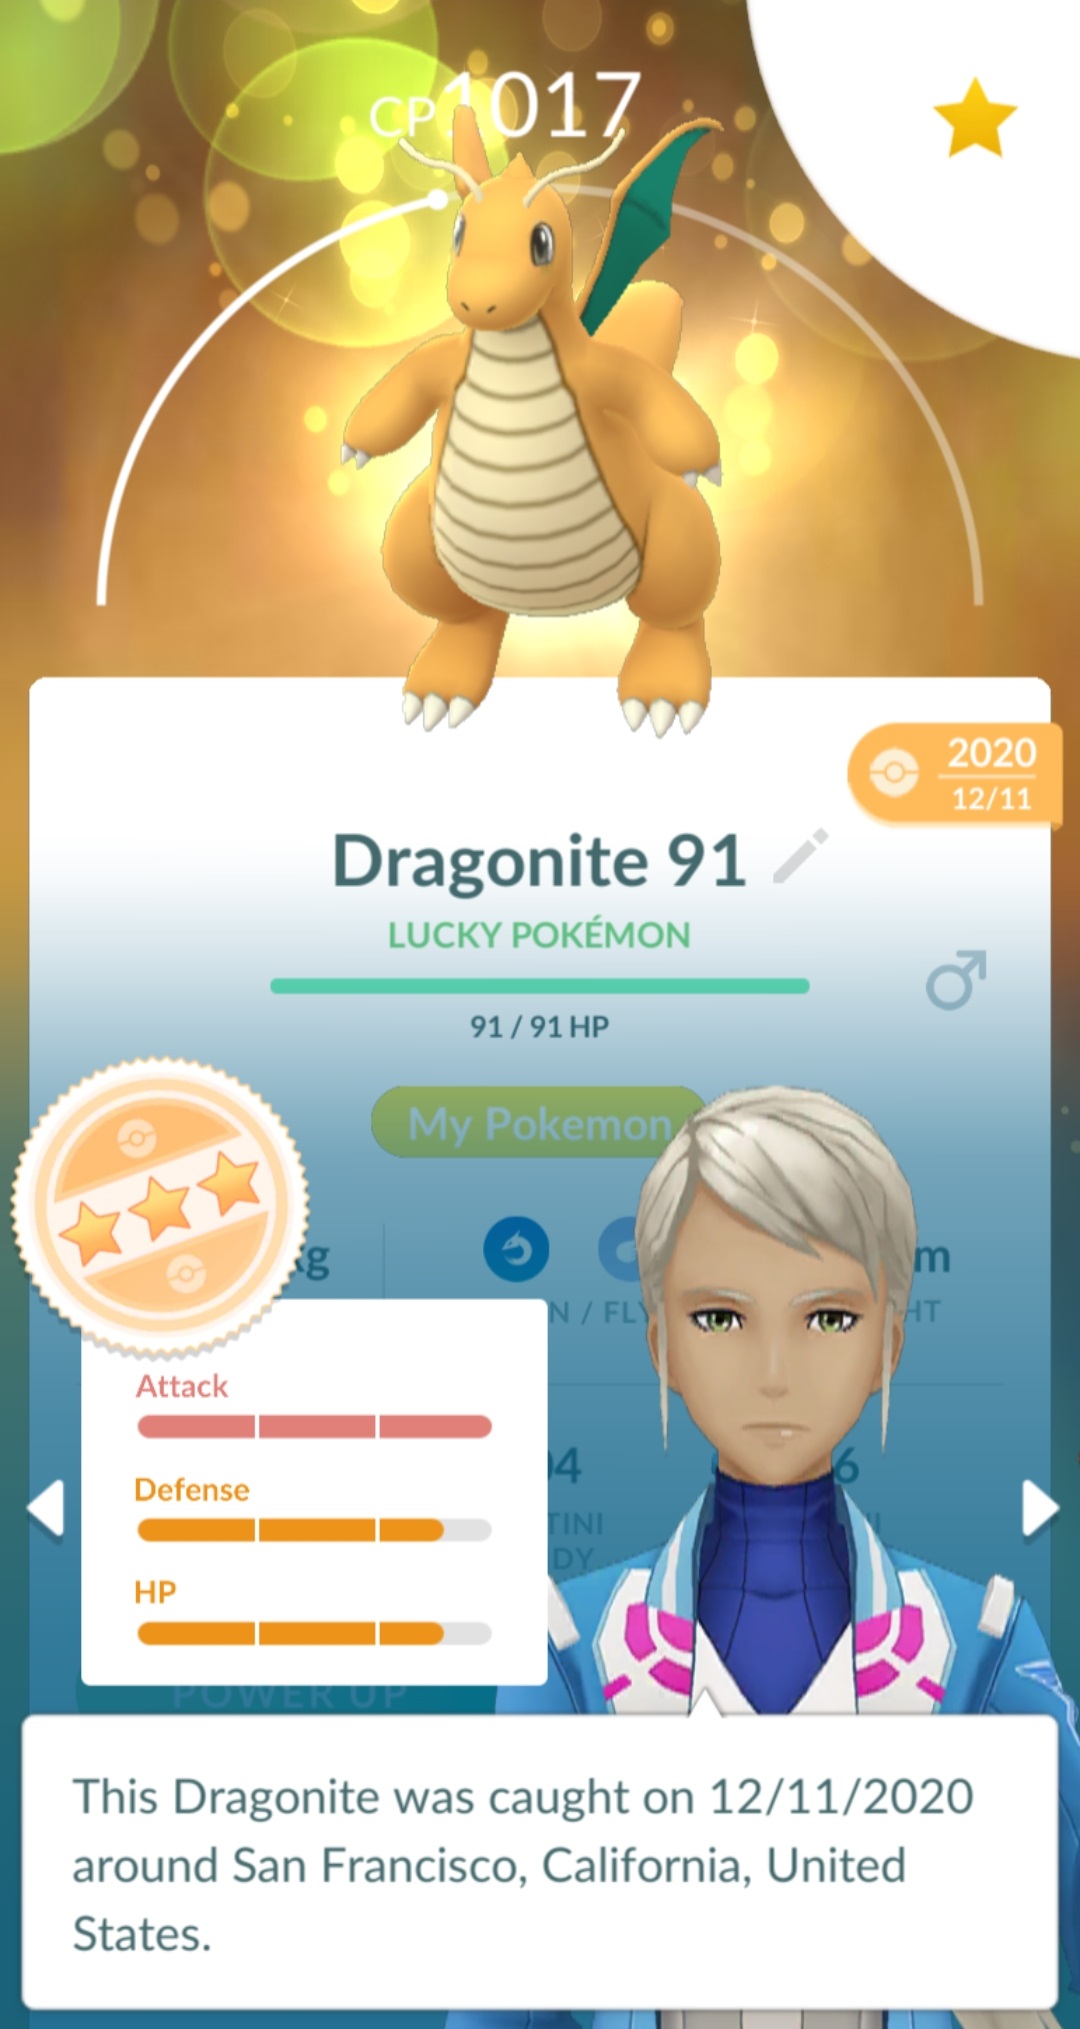 CP1017
2020
12/11
Dragonite 91
LUCKY POKÉMON
91 / 91 HP
My Pokemon
kg
m
N / FLY
HT
Attack
94
6
Defense
TINI
DY
HP
POWER UP
This Dragonite was caught on 12/11/2020
around San Francisco, California, United
States.